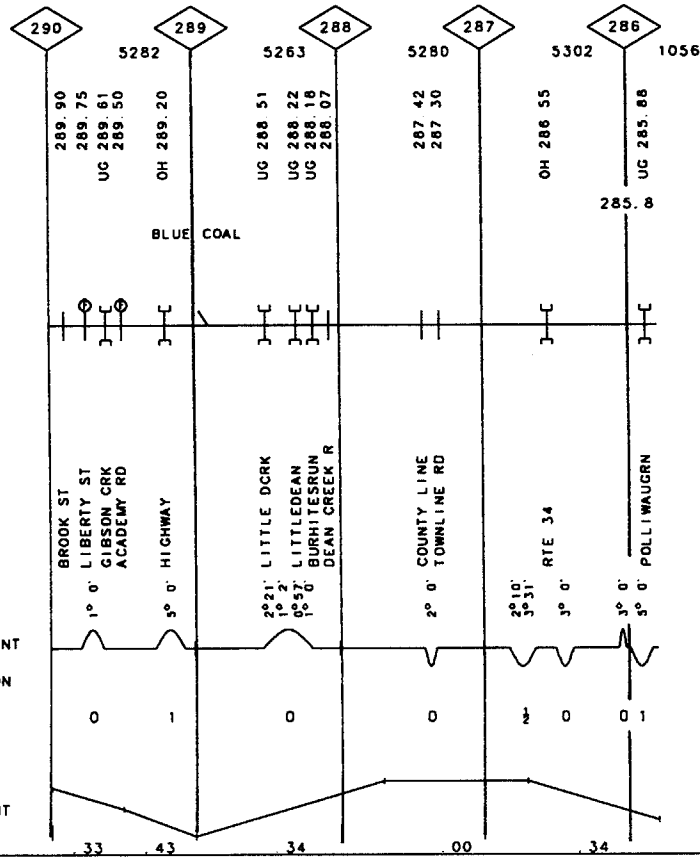 290 289 288 287 286
5282 5263 5280 5302 1056
289.90
289.75
UG 289.61
289.50
OH 289.20
UG 288.51
UG 288.22
UG 288.18
288.07
287.42
287.30
OH 286.55
UG 285.88
285.8
BLUE COAL
BROOK ST
LIBERTY ST
GIBSON CRK
ACADEMY RD
HIGHWAY
LITTLE DCRK
LITTLEDEAN
BURHITESRUN
DEAN CREEK R
COUNTY LINE
TOWNLINE RD
RTE 34
POLLIWAUGRN
1° 0'
5° 0'
2° 21'
1° 2'
0° 57'
1° 0'
2° 0'
2° 10'
3° 31'
3° 0'
3° 0'
5° 0'
NT
ON
0 1 0 0 ½ 0 0 1
NT
.33 .43 .34 .00 .34